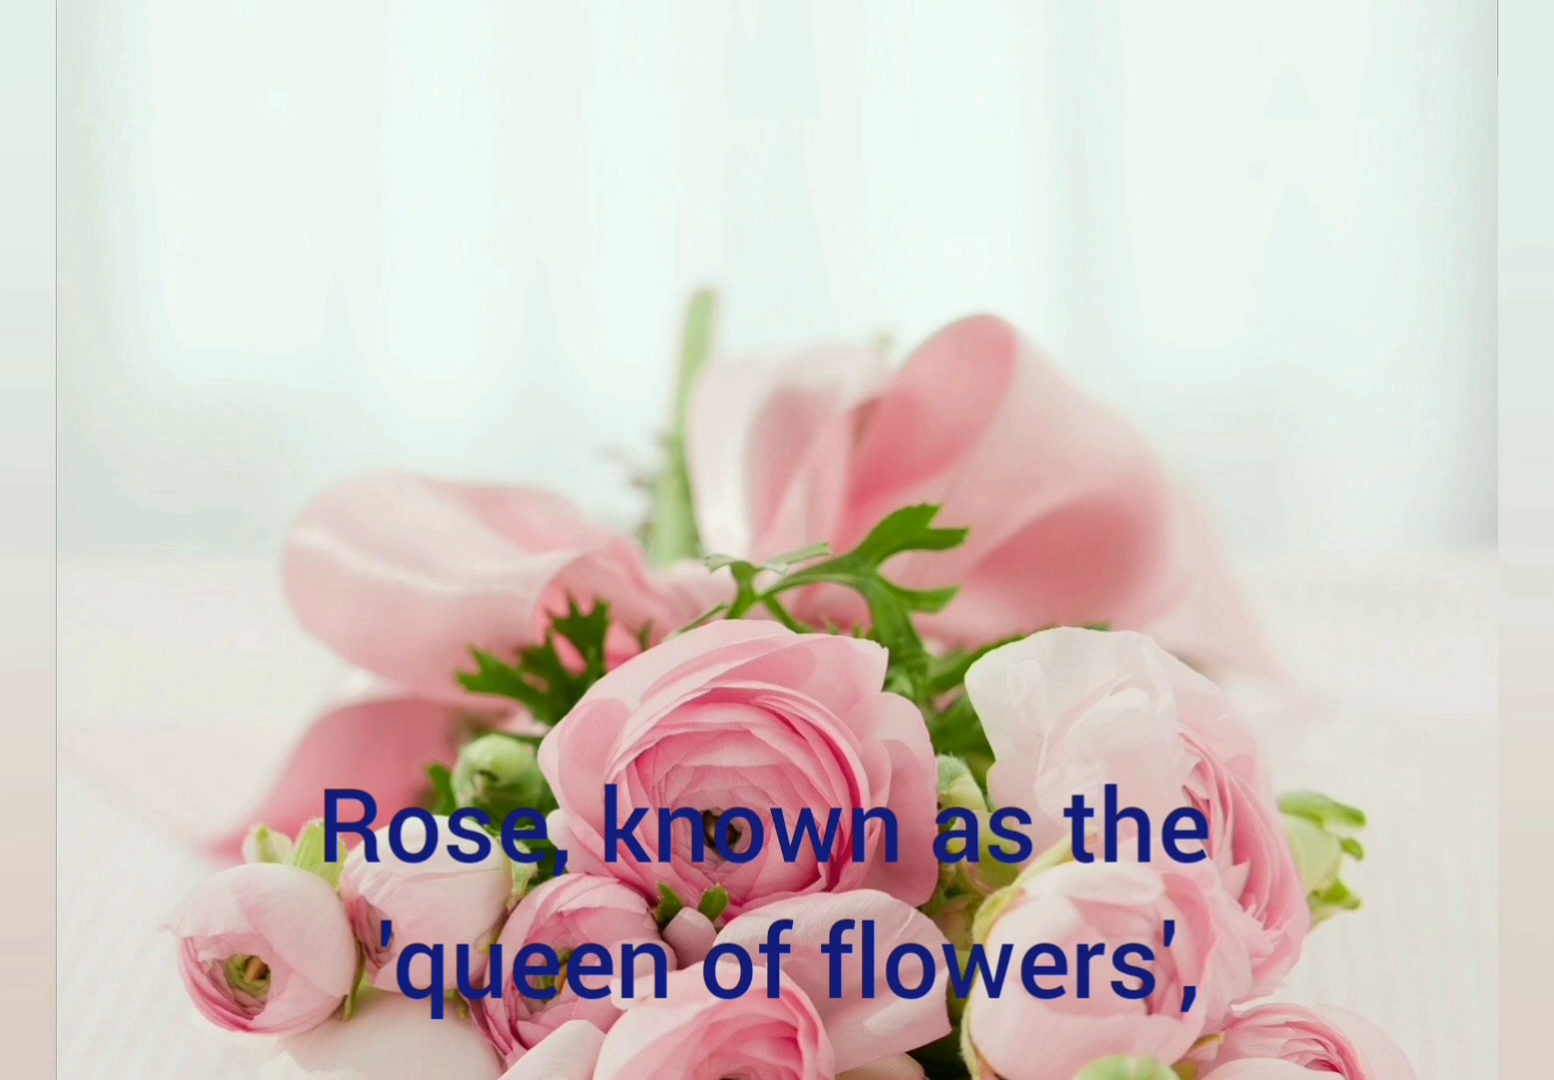 Rose, known as the
'queen of flowers',